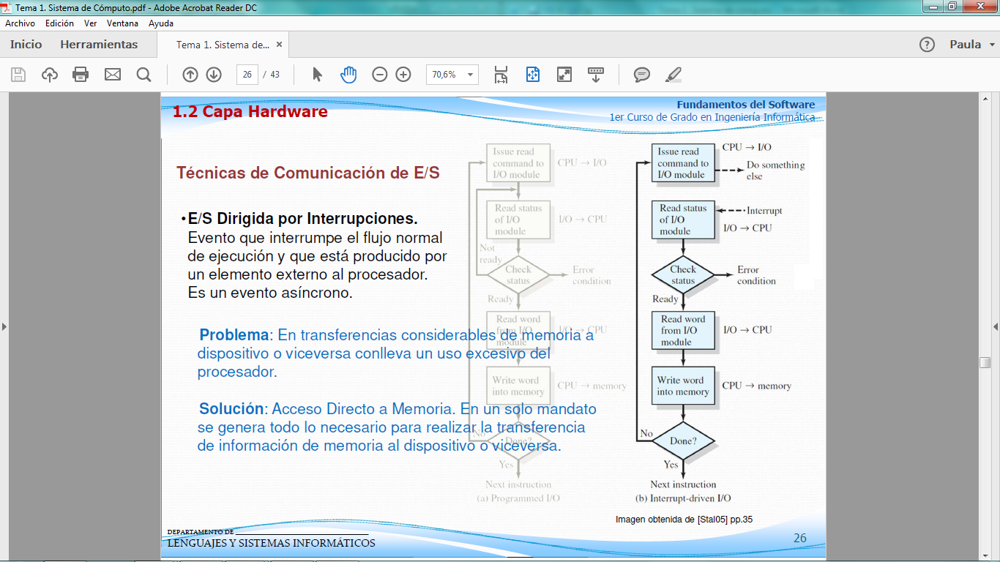 Tema 1. Sistema de Cómputo.pdf - Adobe Acrobat Reader DC
Archivo Edición Ver Ventana Ayuda
Inicio Herramientas Tema 1. Sistema de... × ? Paula
26 / 43 70,6%
1.2 Capa Hardware
Fundamentos del Software
1er Curso de Grado en Ingeniería Informática
Técnicas de Comunicación de E/S
•E/S Dirigida por Interrupciones.
Evento que interrumpe el flujo normal
de ejecución y que está producido por
un elemento externo al procesador.
Es un evento asíncrono.
Problema: En transferencias considerables de memoria a
dispositivo o viceversa conlleva un uso excesivo del
procesador.
Solución: Acceso Directo a Memoria. En un solo mandato
se genera todo lo necesario para realizar la transferencia
de información de memoria al dispositivo o viceversa.
Issue read
command to
I/O module
CPU → I/O
Read status
of I/O
module
I/O → CPU
Not
ready
Check
status
Error
condition
Ready
Read word
from I/O
module
I/O → CPU
Write word
into memory
CPU → memory
No
Done?
Yes
Next instruction
(a) Programmed I/O
Issue read
command to
I/O module
CPU → I/O
Do something
else
Read status
of I/O
module
Interrupt
I/O → CPU
Check
status
Error
condition
Ready
Read word
from I/O
module
I/O → CPU
Write word
into memory
CPU → memory
No
Done?
Yes
Next instruction
(b) Interrupt-driven I/O
Imagen obtenida de [Stal05] pp.35
DEPARTAMENTO DE
LENGUAJES Y SISTEMAS INFORMÁTICOS
26